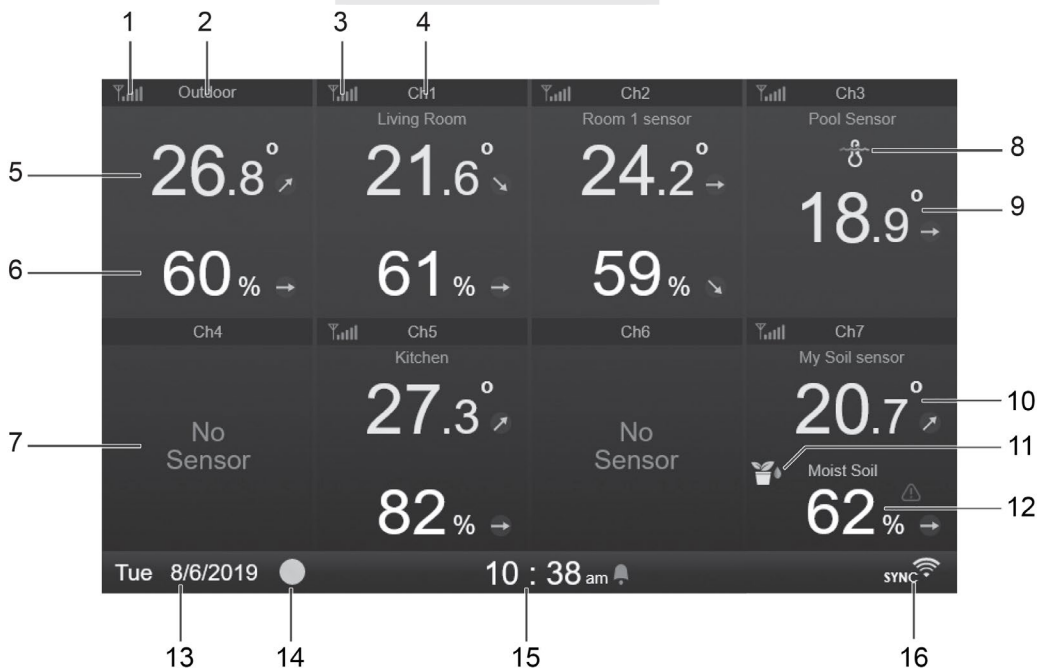 1 2 3 4
Outdoor Ch1 Ch2 Ch3
Living Room Room 1 sensor Pool Sensor
8
5 26.8° 21.6° 24.2°
18.9° 9
6 60% 61% 59%
Ch4 Ch5 Ch6 Ch7
Kitchen My Soil sensor
27.3° 20.7° 10
7 No Sensor No Sensor
11
Moist Soil
82% 62% 12
Tue 8/6/2019 10 : 38 am SYNC
13 14 15 16